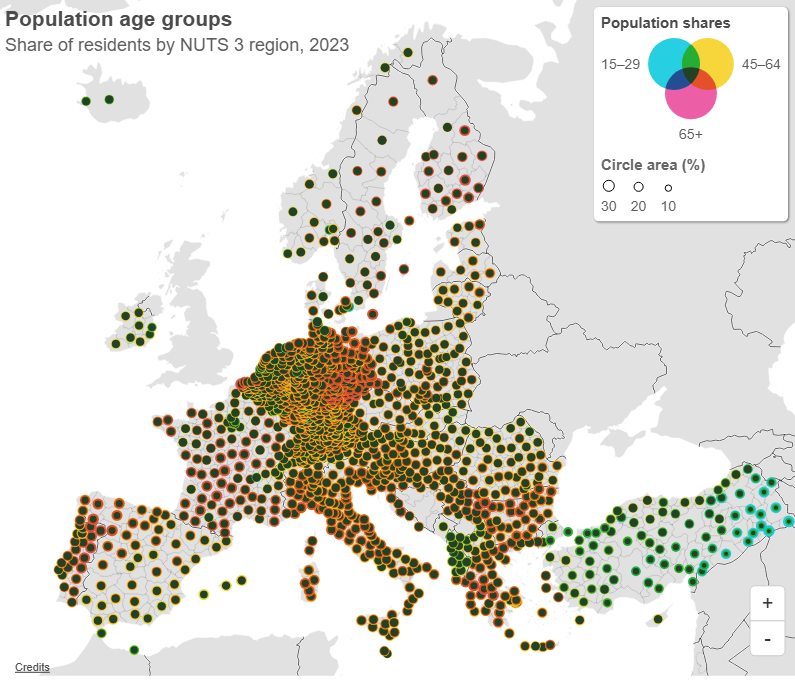 Population age groups
Share of residents by NUTS 3 region, 2023
Population shares
15–29
45–64
65+
Circle area (%)
30 20 10
+
-
Credits